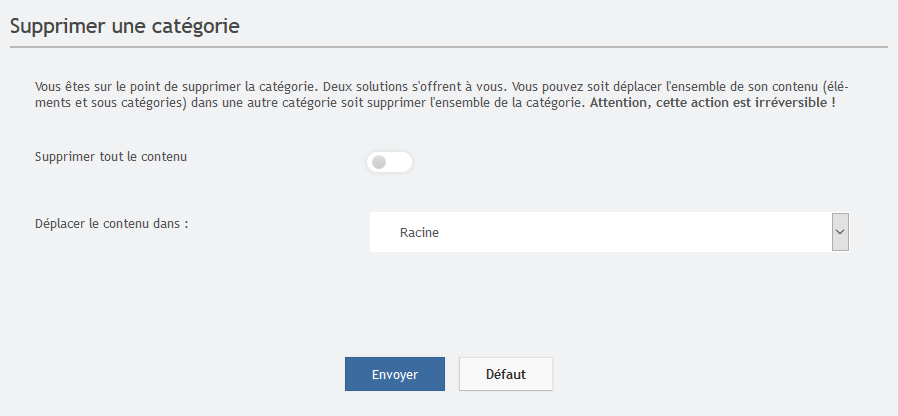 Supprimer une catégorie
Vous êtes sur le point de supprimer la catégorie. Deux solutions s'offrent à vous. Vous pouvez soit déplacer l'ensemble de son contenu (élé-
ments et sous catégories) dans une autre catégorie soit supprimer l'ensemble de la catégorie. Attention, cette action est irréversible !
Supprimer tout le contenu
Déplacer le contenu dans :
Racine
Envoyer
Défaut